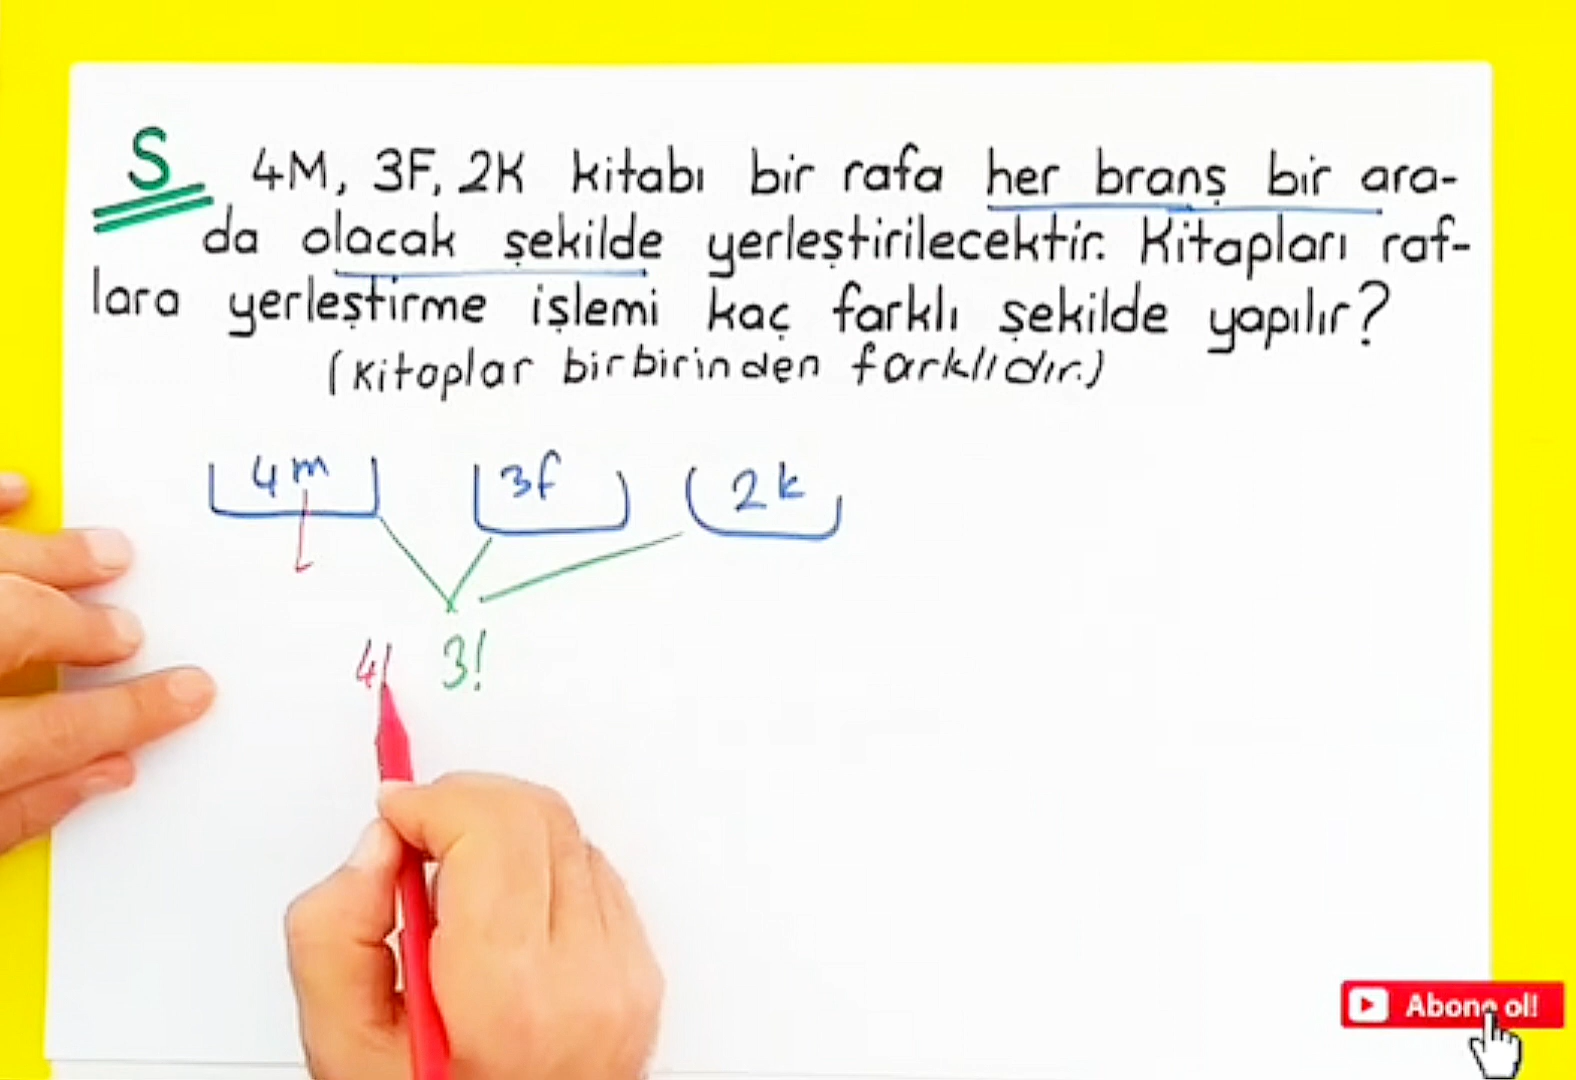 S
4M, 3F, 2K kitabı bir rafa her branş bir ara-
da olacak şekilde yerleştirilecektir. Kitapları raf-
lara yerleştirme işlemi kaç farklı şekilde yapılır?
(Kitaplar birbirinden farklıdır.)
4m 3f 2k
4! 3!
Abone ol!